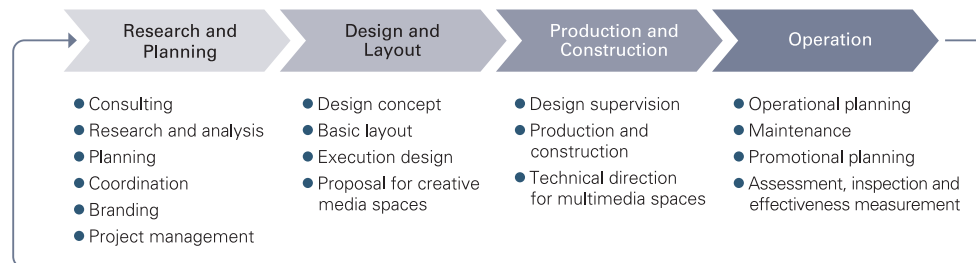 Research and
Planning
Design and
Layout
Production and
Construction
Operation
● Consulting
● Research and analysis
● Planning
● Coordination
● Branding
● Project management
● Design concept
● Basic layout
● Execution design
● Proposal for creative
media spaces
● Design supervision
● Production and
construction
● Technical direction
for multimedia spaces
● Operational planning
● Maintenance
● Promotional planning
● Assessment, inspection and
effectiveness measurement